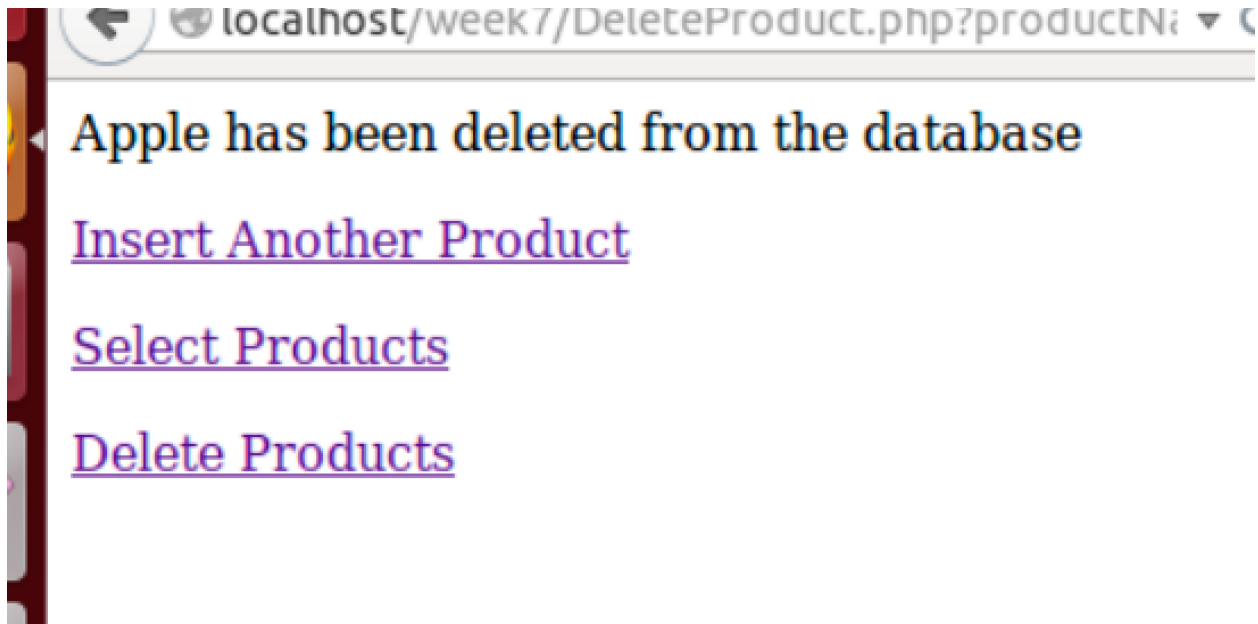 localhost/week7/DeleteProduct.php?productNa
Apple has been deleted from the database
Insert Another Product
Select Products
Delete Products